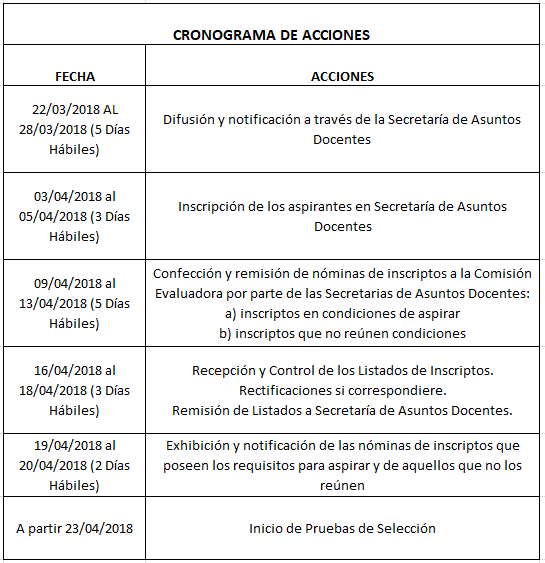 CRONOGRAMA DE ACCIONES
FECHA
ACCIONES
22/03/2018 AL
28/03/2018 (5 Días
Hábiles)
Difusión y notificación a través de la Secretaría de Asuntos
Docentes
03/04/2018 al
05/04/2018 (3 Días
Hábiles)
Inscripción de los aspirantes en Secretaría de Asuntos
Docentes
09/04/2018 al
13/04/2018 (5 Días
Hábiles)
Confección y remisión de nóminas de inscriptos a la Comisión
Evaluadora por parte de las Secretarias de Asuntos Docentes:
a) inscriptos en condiciones de aspirar
b) inscriptos que no reúnen condiciones
16/04/2018 al
18/04/2018 (3 Días
Hábiles)
Recepción y Control de los Listados de Inscriptos.
Rectificaciones si correspondiere.
Remisión de Listados a Secretaría de Asuntos Docentes.
19/04/2018 al
20/04/2018 (2 Días
Hábiles)
Exhibición y notificación de las nóminas de inscriptos que
poseen los requisitos para aspirar y de aquellos que no los
reúnen
A partir 23/04/2018
Inicio de Pruebas de Selección